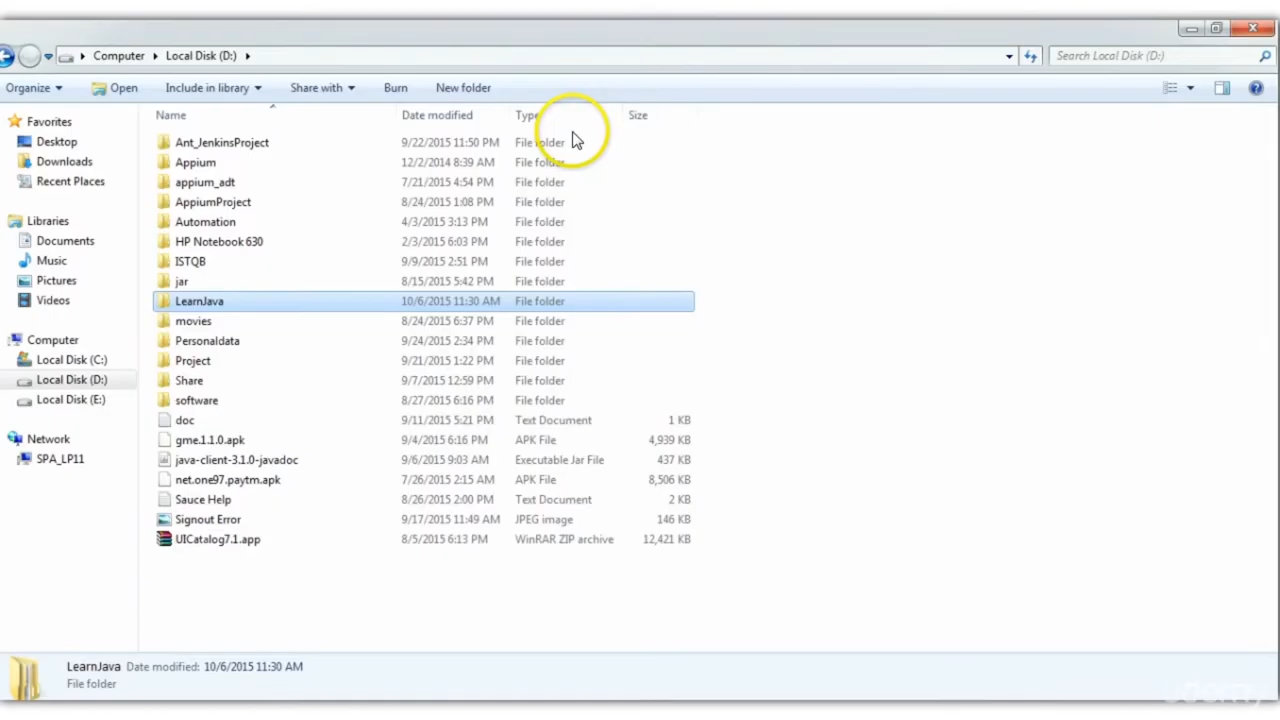 Computer Local Disk (D:) Search Local Disk (D:)
Organize Open Include in library Share with Burn New folder
Name Date modified Type Size
Favorites
Desktop
Downloads
Recent Places
Libraries
Documents
Music
Pictures
Videos
Computer
Local Disk (C:)
Local Disk (D:)
Local Disk (E:)
Network
SPA_LP11
Ant_JenkinsProject 9/22/2015 11:50 PM File folder
Appium 12/2/2014 8:39 AM File folder
appium_adt 7/21/2015 4:54 PM File folder
AppiumProject 8/24/2015 1:08 PM File folder
Automation 4/3/2015 3:13 PM File folder
HP Notebook 630 2/3/2015 6:03 PM File folder
ISTQB 9/9/2015 2:51 PM File folder
jar 8/15/2015 5:42 PM File folder
LearnJava 10/6/2015 11:30 AM File folder
movies 8/24/2015 6:37 PM File folder
Personaldata 9/24/2015 2:34 PM File folder
Project 9/21/2015 1:22 PM File folder
Share 9/7/2015 12:59 PM File folder
software 8/27/2015 6:16 PM File folder
doc 9/11/2015 5:21 PM Text Document 1 KB
gme.1.1.0.apk 9/4/2015 6:16 PM APK File 4,939 KB
java-client-3.1.0-javadoc 9/6/2015 9:03 AM Executable Jar File 437 KB
net.one97.paytm.apk 7/26/2015 2:15 AM APK File 8,506 KB
Sauce Help 8/26/2015 2:00 PM Text Document 2 KB
Signout Error 9/17/2015 11:49 AM JPEG image 146 KB
UICatalog7.1.app 8/5/2015 6:13 PM WinRAR ZIP archive 12,421 KB
LearnJava Date modified: 10/6/2015 11:30 AM
File folder
udemy